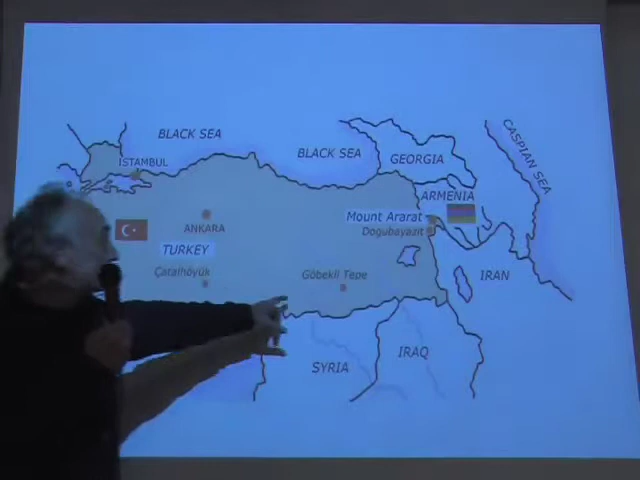 BLACK SEA
BLACK SEA
CASPIAN SEA
ISTAMBUL
GEORGIA
ARMENIA
Mount Ararat
ANKARA
Doğubayazıt
TURKEY
Çatalhöyük
Göbekli Tepe
IRAN
SYRIA
IRAQ